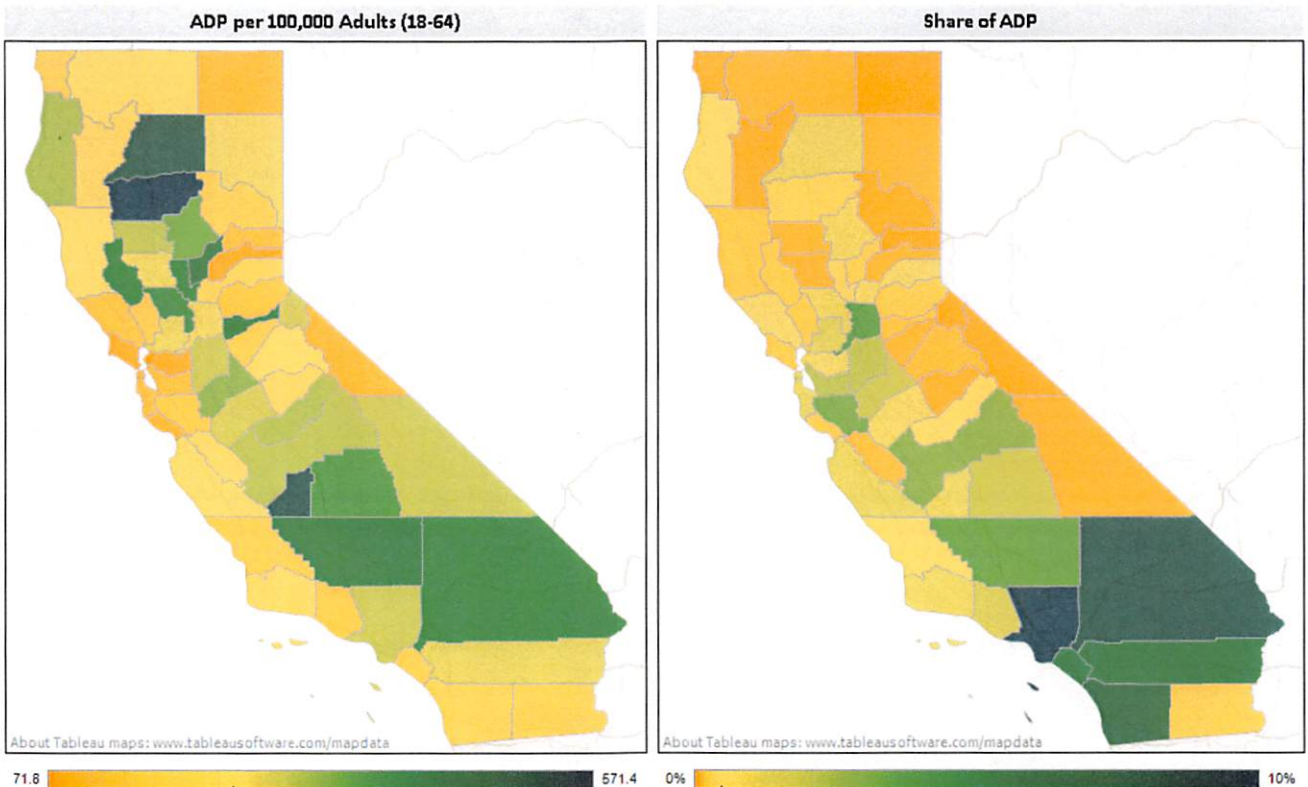 ADP per 100,000 Adults (18-64)
Share of ADP
About Tableau maps: www.tableausoftware.com/mapdata
About Tableau maps: www.tableausoftware.com/mapdata
71.8
571.4
0%
10%